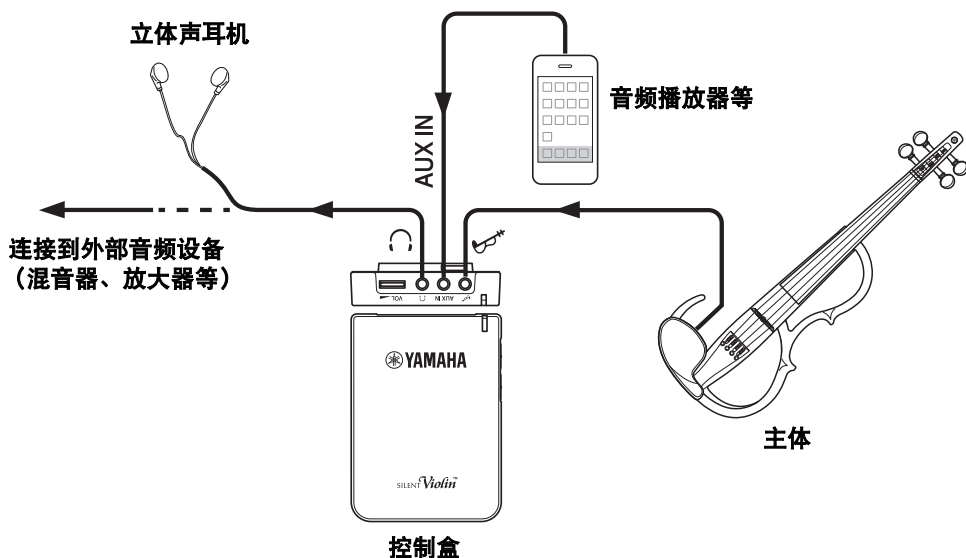 立体声耳机
音频播放器等
AUX IN
连接到外部音频设备
（混音器、放大器等）
VOL
AUX IN
YAMAHA
SILENT Violin™
主体
控制盒